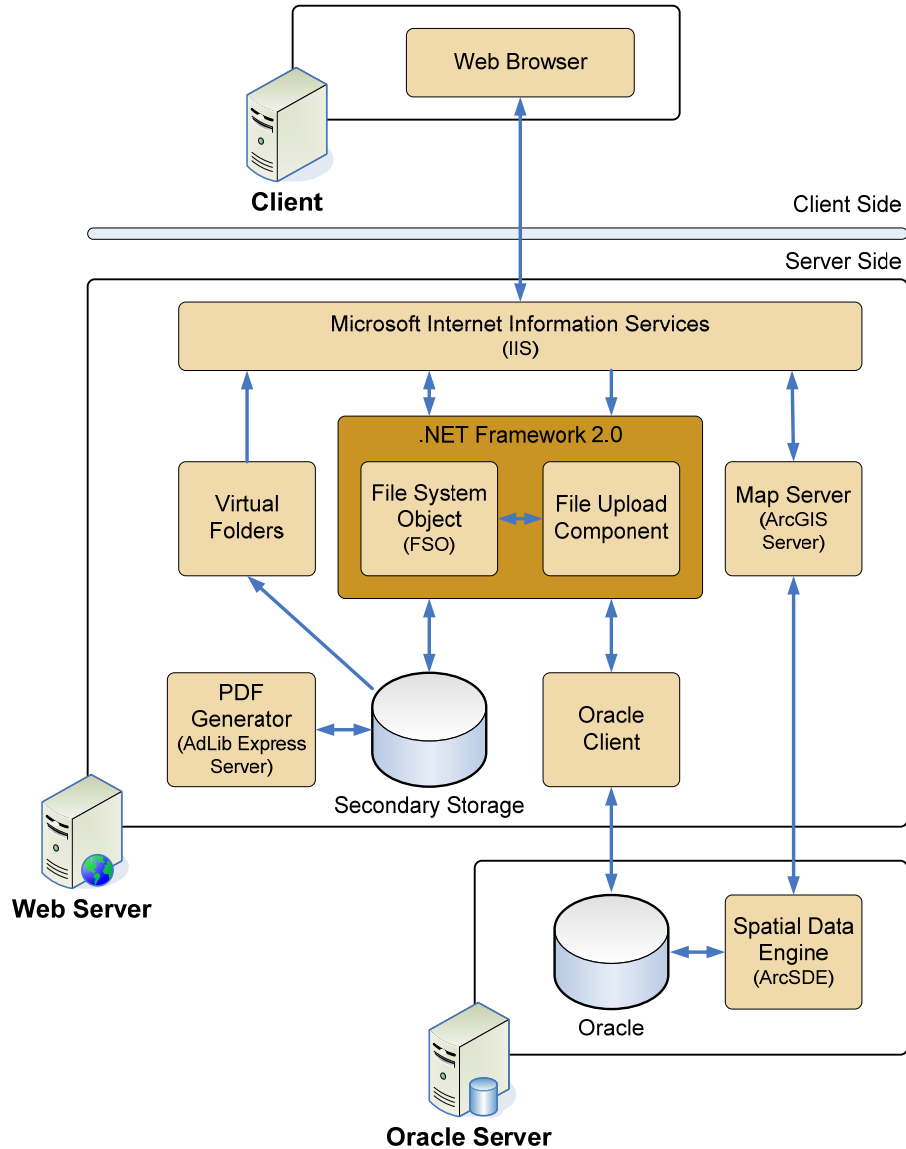 Web Browser
Client
Client Side
Server Side
Microsoft Internet Information Services
(IIS)
.NET Framework 2.0
Virtual
Folders
File System
Object
(FSO)
File Upload
Component
Map Server
(ArcGIS
Server)
PDF
Generator
(AdLib Express
Server)
Secondary Storage
Oracle
Client
Web Server
Oracle
Spatial Data
Engine
(ArcSDE)
Oracle Server